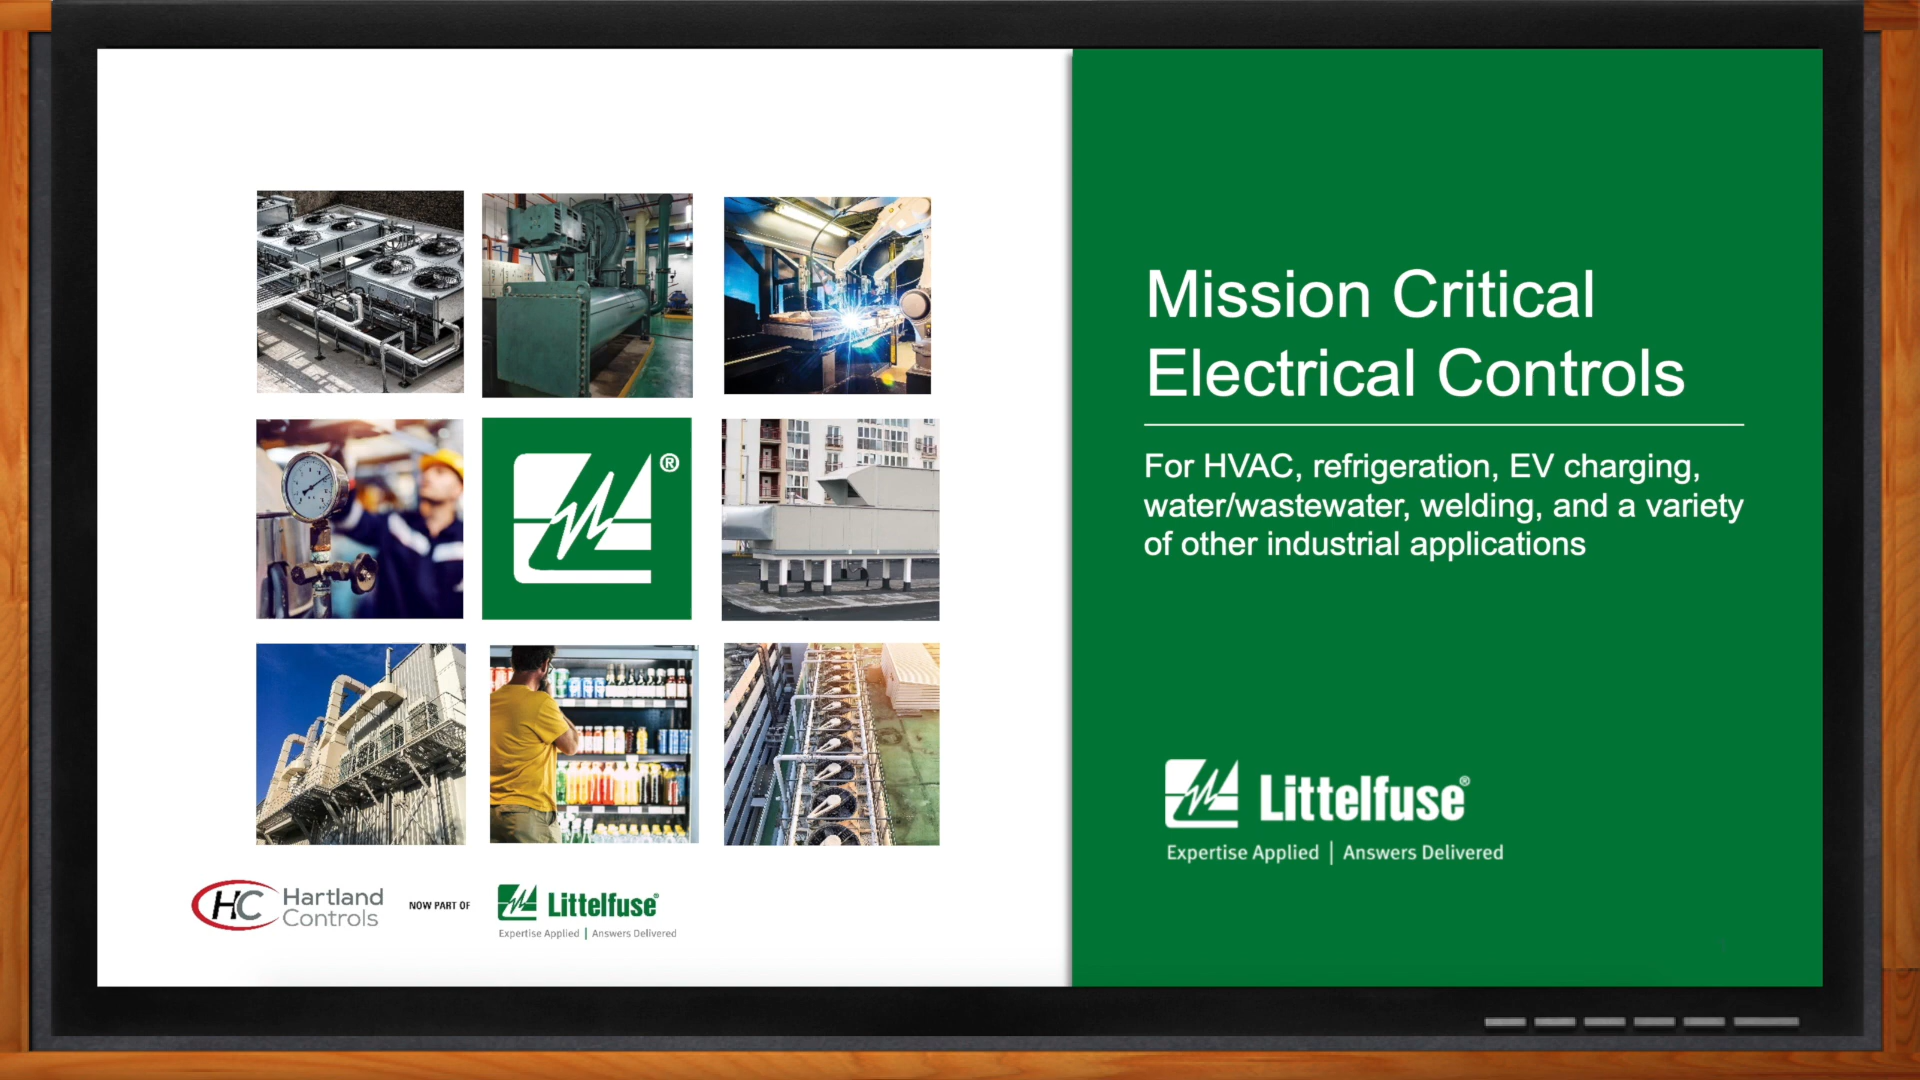 ®
HC Hartland
Controls
NOW PART OF
Littelfuse®
Expertise Applied | Answers Delivered
Mission Critical
Electrical Controls
For HVAC, refrigeration, EV charging,
water/wastewater, welding, and a variety
of other industrial applications
Littelfuse®
Expertise Applied | Answers Delivered